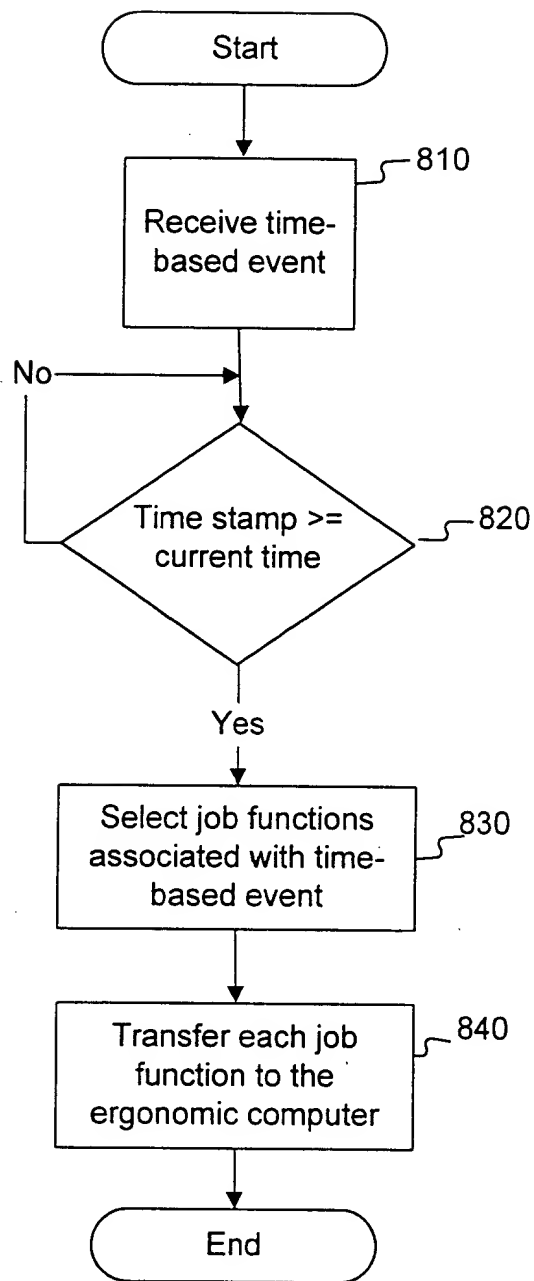 Start
810
Receive time-
based event
No
Time stamp >=
current time
820
Yes
Select job functions
associated with time-
based event
830
Transfer each job
function to the
ergonomic computer
840
End